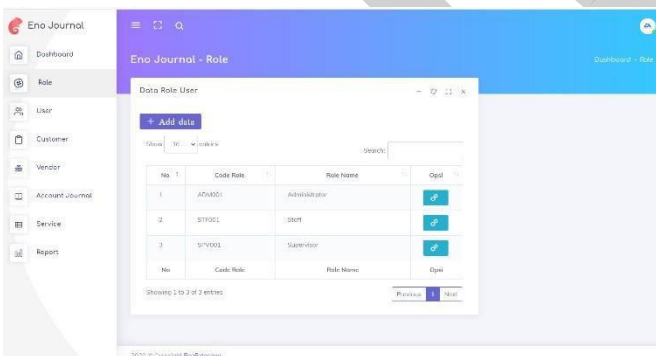 Eno Journal
Dashboard
Role
User
Customer
Vendor
Account Journal
Service
Report
Eno Journal - Role
Dashboard - Role
Data Role User
+ Add data
Show 10 entries
Search:
No Code Role Role Name Opsi
1 ADM001 Administrator
2 STF001 Staff
3 SPV001 Supervisor
No Code Role Role Name Opsi
Showing 1 to 3 of 3 entries
Previous 1 Next